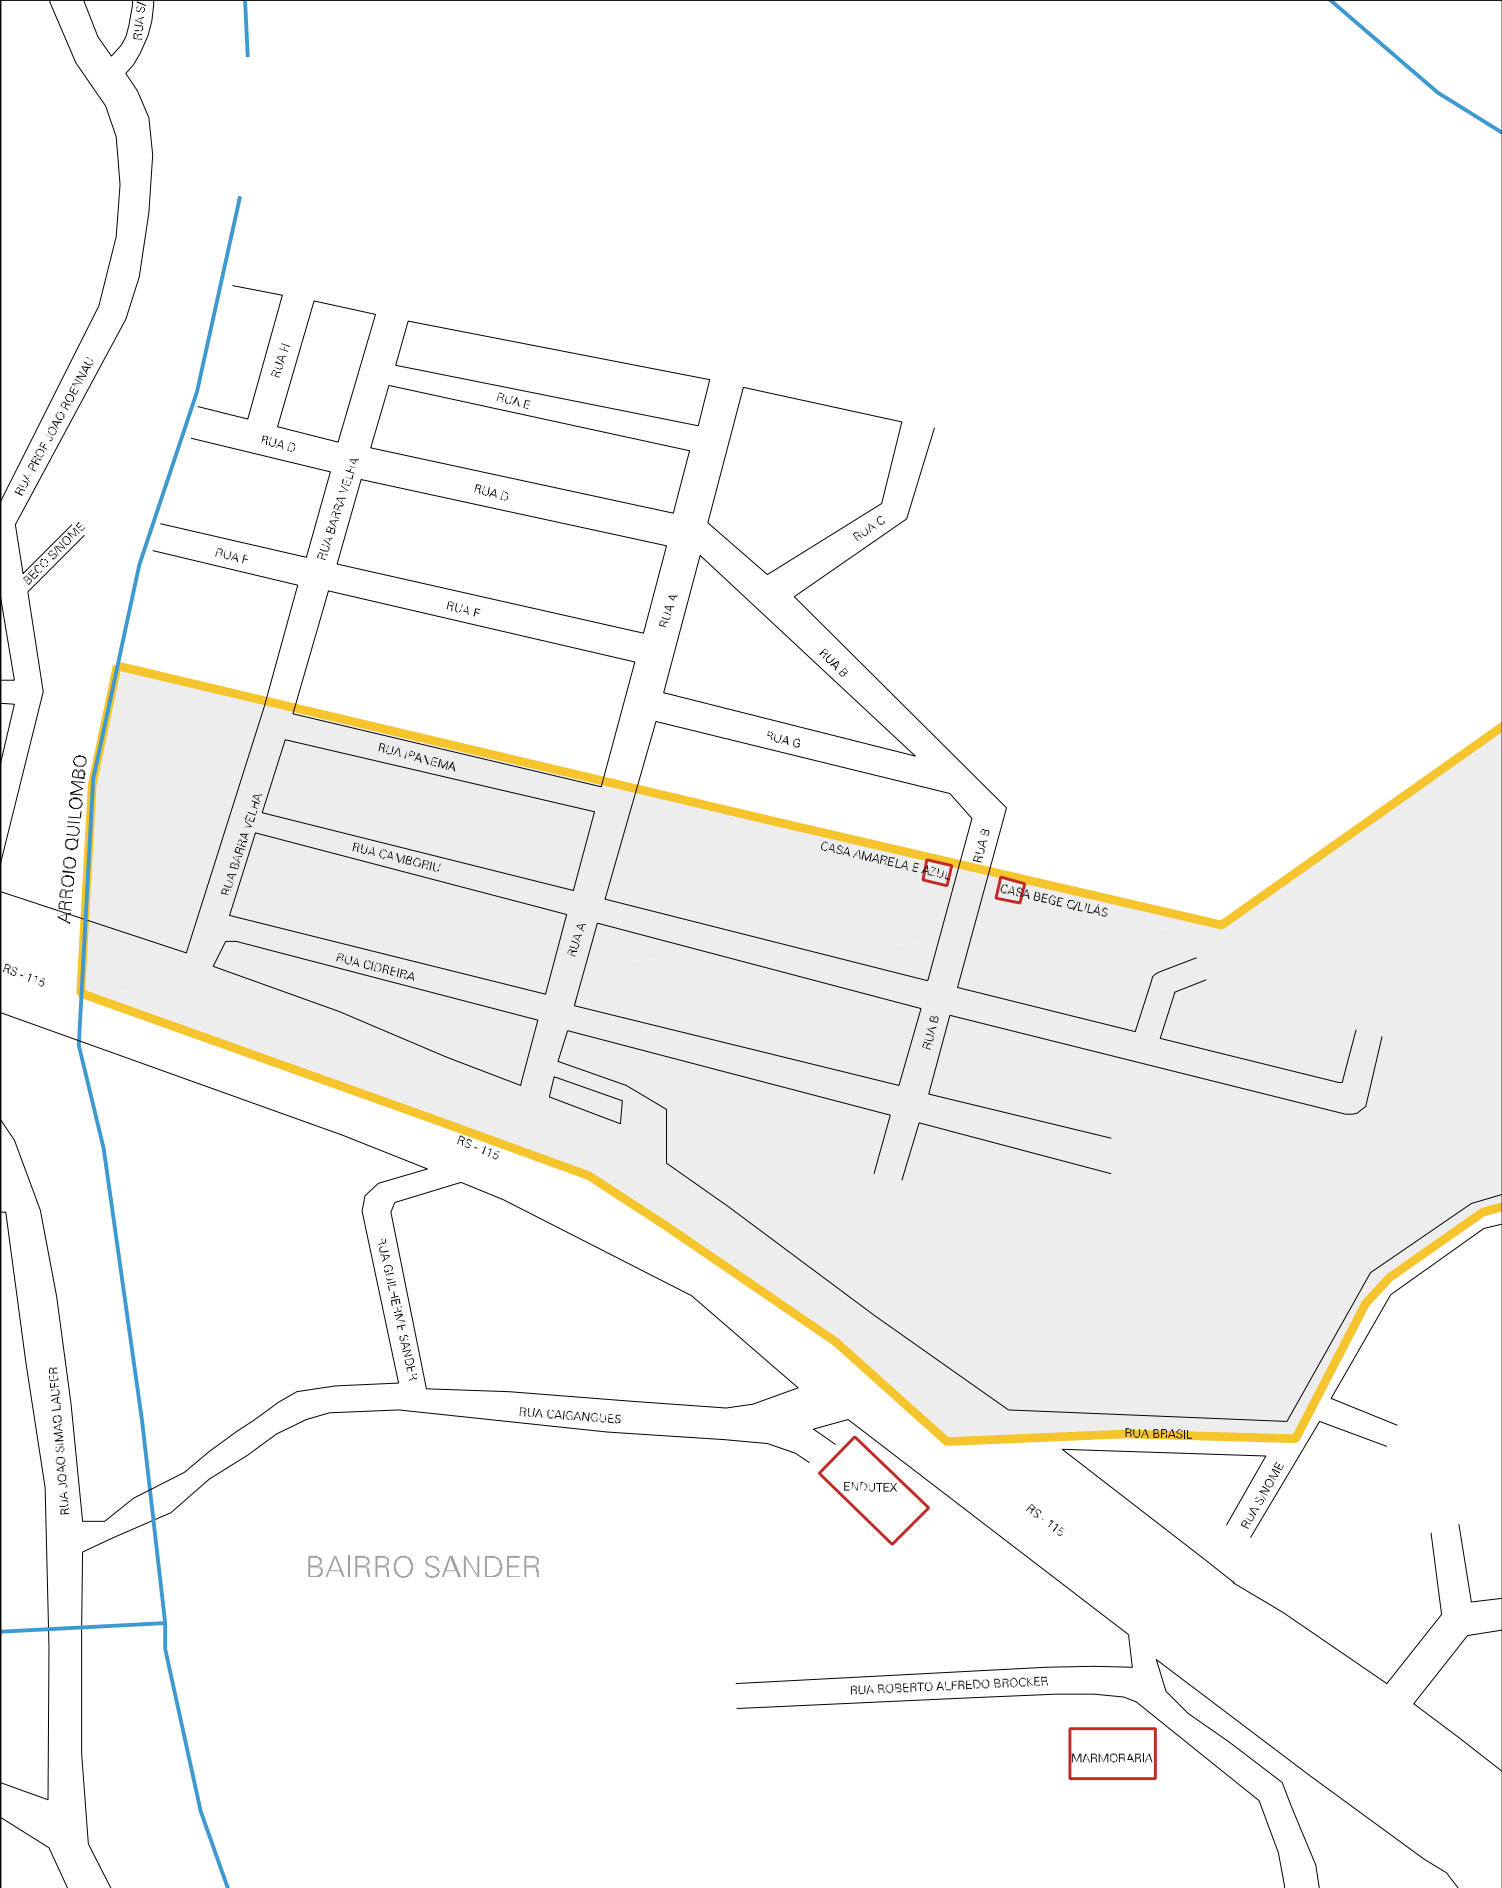 RUA S/
RUA H
RUA PROF JOAO ROENNAU
RUA E
RUA D
RUA D
RUA BARRA VELHA
RUA C
BECO S/NOME
RUA F
RUA F
RUA A
RUA B
RUA G
RUA IPANEMA
ARROIO QUILOMBO
RUA BARRA VELHA
RUA CAMBORIU
CASA AMARELA E AZUL
RUA B
CASA BEGE C/LILÁS
RUA A
RUA CIDREIRA
RS - 115
RUA B
RS - 115
RUA GUILHERME SANDER
RUA CAIGANGUES
RUA BRASIL
RUA JOAO SIMAO LAUFER
ENDUTEX
RUA S/NOME
RS - 115
BAIRRO SANDER
RUA ROBERTO ALFREDO BROCKER
MARMORARIA